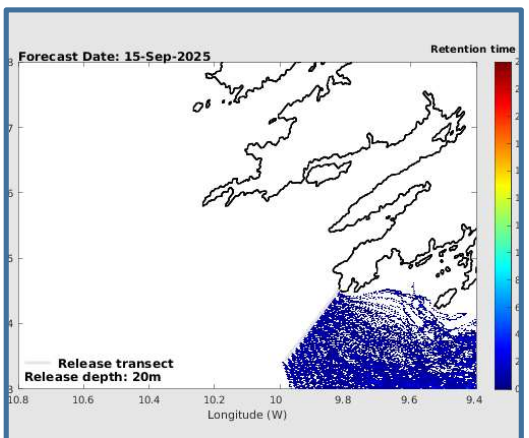 Forecast Date: 15-Sep-2025
Retention time
Release transect
Release depth: 20m
10.8 10.6 10.4 10.2 10 9.8 9.6 9.4
Longitude (W)